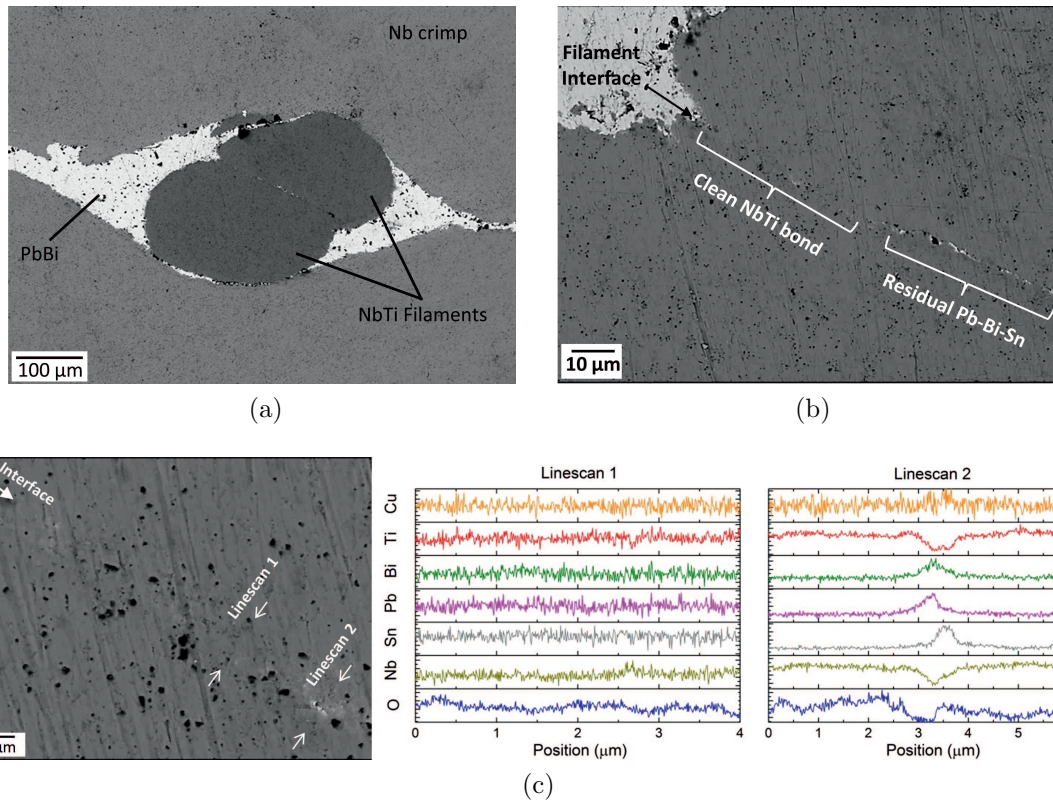 Nb crimp
PbBi
NbTi Filaments
100 µm
(a)
Filament
Interface
Clean NbTi bond
Residual Pb-Bi-Sn
10 µm
(b)
Interface
Linescan 1
Linescan 2
µm
Linescan 1
Cu
Ti
Bi
Pb
Sn
Nb
O
0 1 2 3 4
Position (µm)
Linescan 2
0 1 2 3 4 5
Position (µm)
(c)